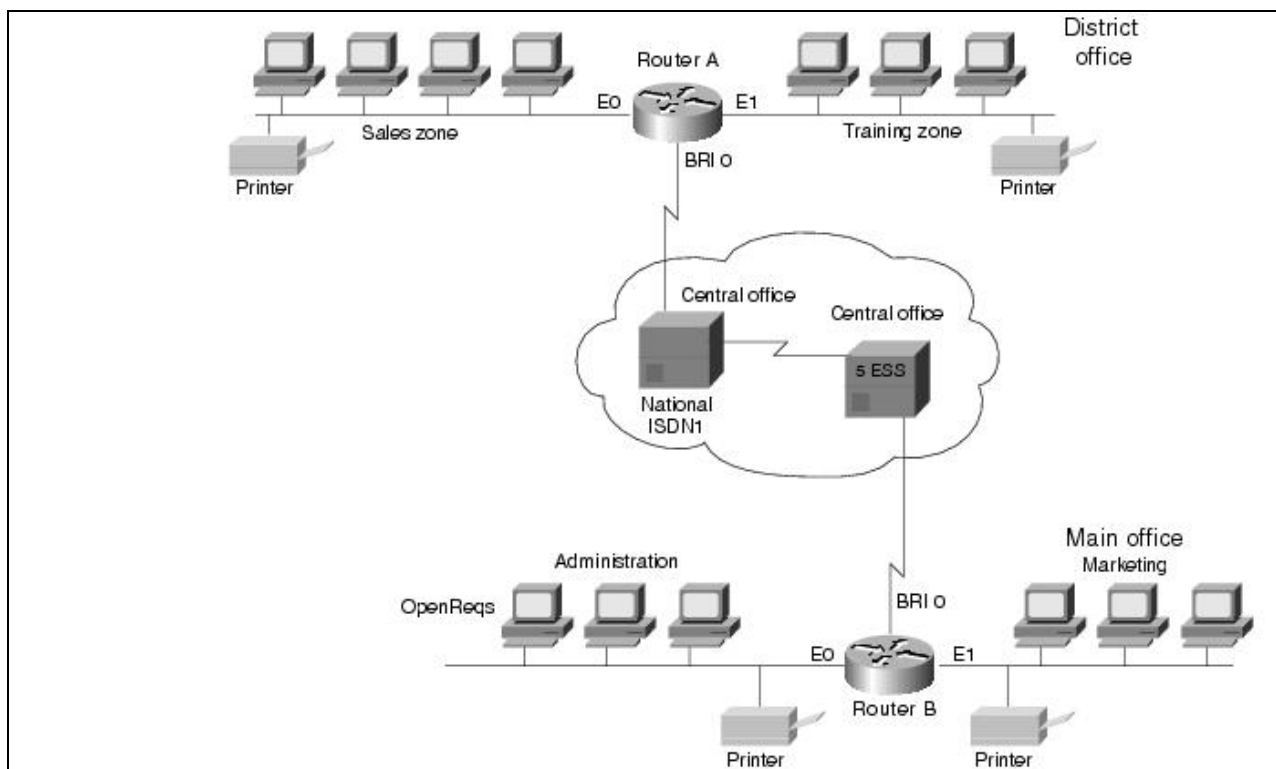 District
office
Router A
E0
E1
Sales zone
Training zone
BRI 0
Printer
Printer
Central office
Central office
5 ESS
National
ISDN1
Main office
Marketing
Administration
OpenReqs
BRI 0
E0
E1
Router B
Printer
Printer